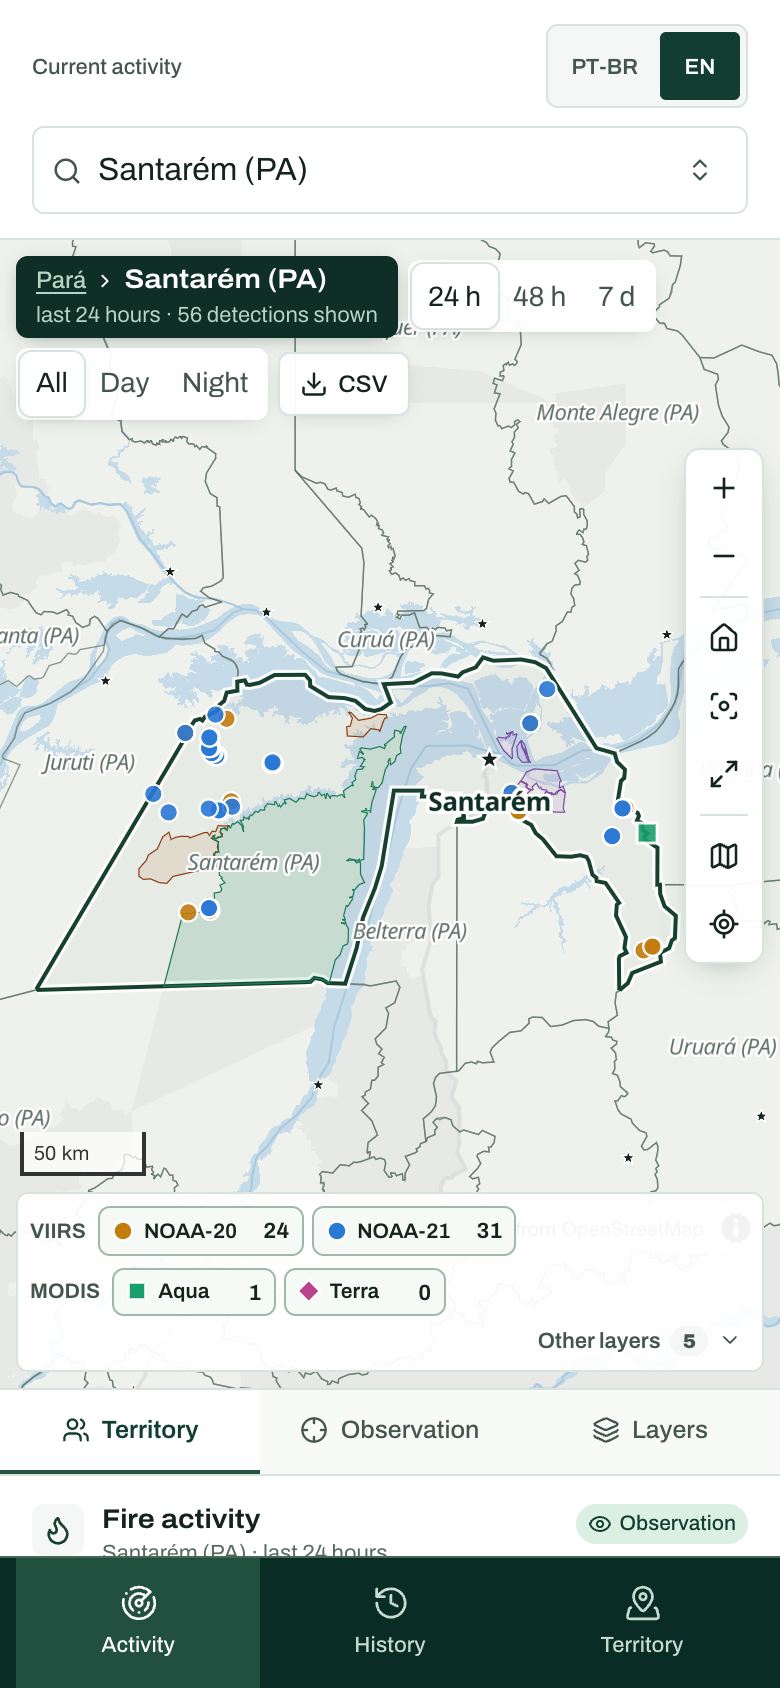 Current activity
PT-BR
EN
Santarém (PA)
Pará › Santarém (PA)
last 24 hours · 56 detections shown
24 h
48 h
7 d
All
Day
Night
CSV
Monte Alegre (PA)
Curuá (PA)
Juruti (PA)
Santarém
Santarém (PA)
Belterra (PA)
Uruará (PA)
50 km
VIIRS
NOAA-20 24
NOAA-21 31
from OpenStreetMap
MODIS
Aqua 1
Terra 0
Other layers 5
Territory
Observation
Layers
Fire activity
Observation
Santarém (PA) · last 24 hours
Activity
History
Territory